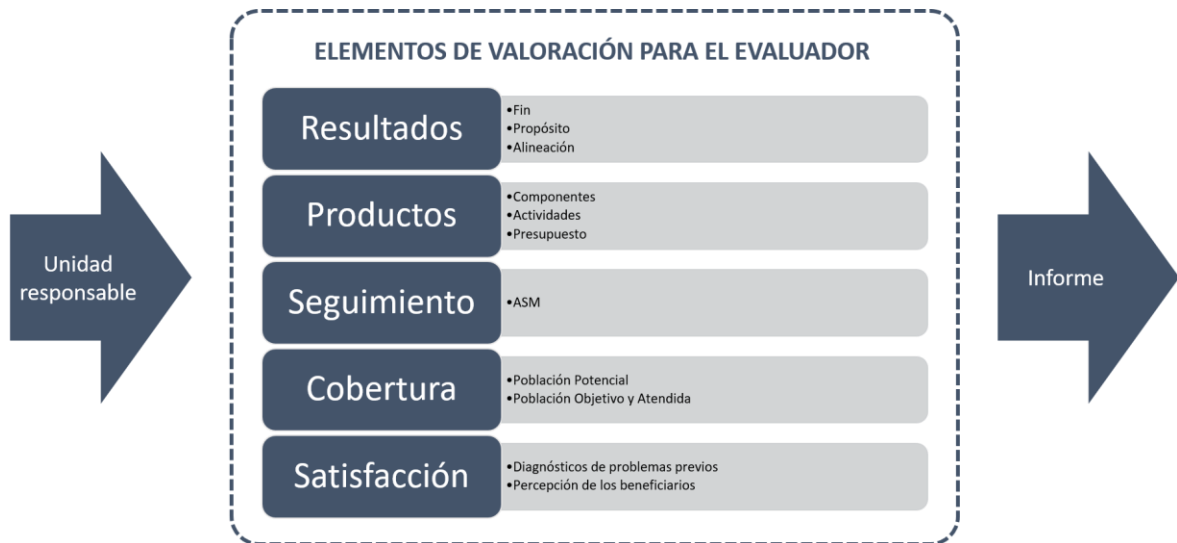 ELEMENTOS DE VALORACIÓN PARA EL EVALUADOR
Unidad
responsable
Resultados
•Fin
•Propósito
•Alineación
Productos
•Componentes
•Actividades
•Presupuesto
Seguimiento
•ASM
Cobertura
•Población Potencial
•Población Objetivo y Atendida
Satisfacción
•Diagnósticos de problemas previos
•Percepción de los beneficiarios
Informe